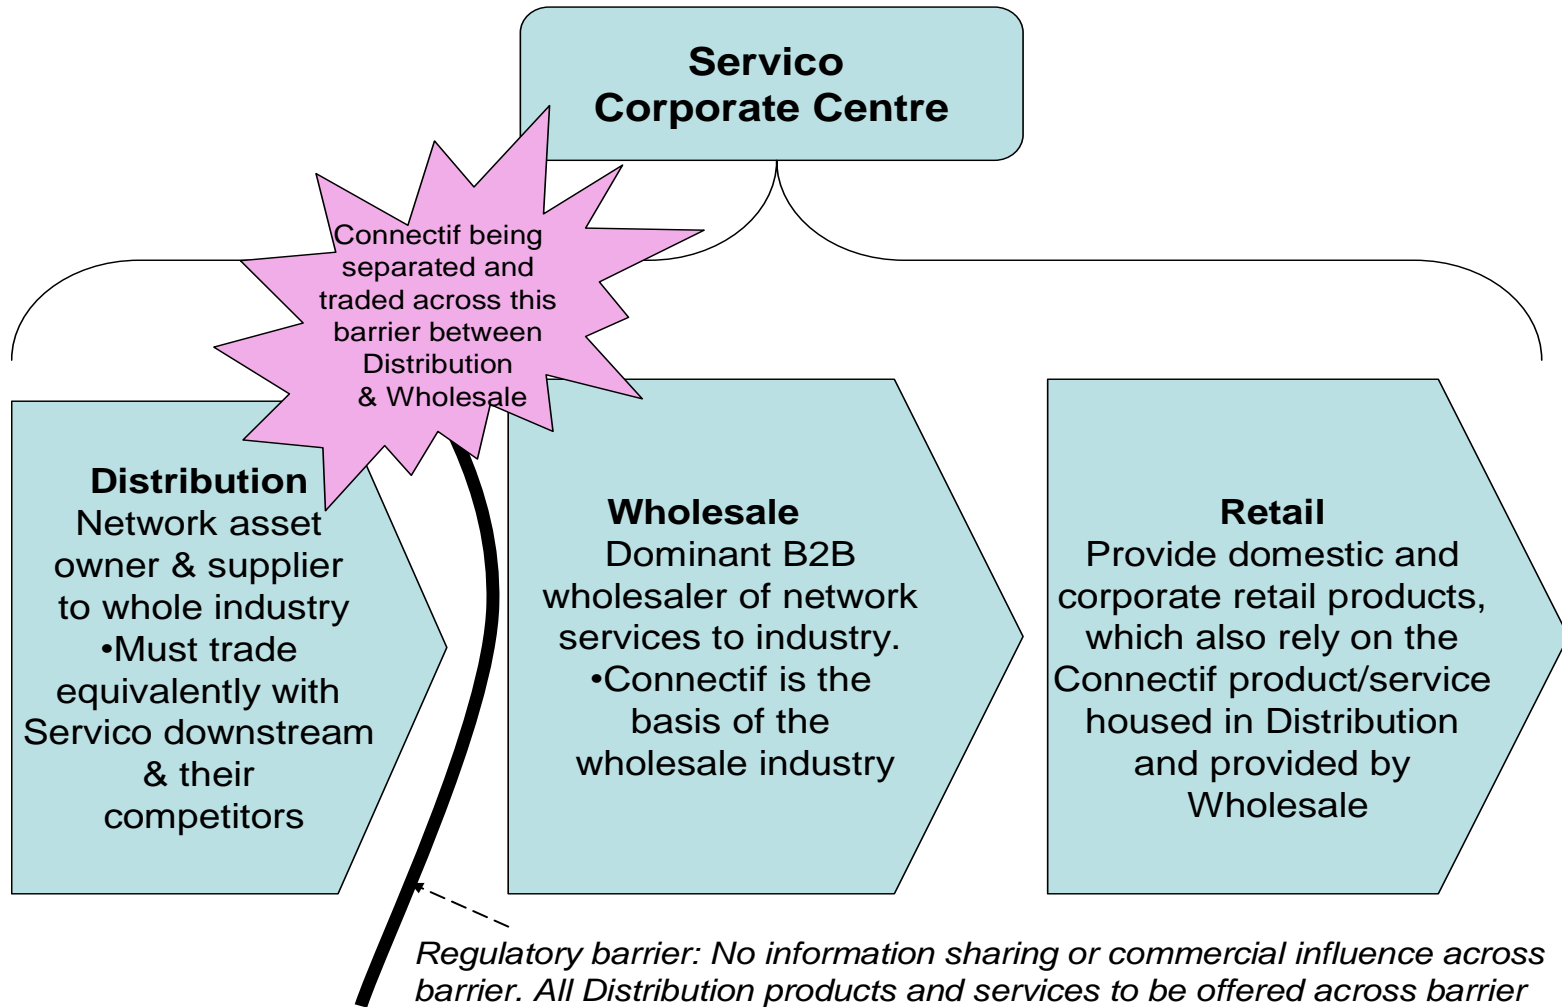 Servico
Corporate Centre
Connectif being
separated and
traded across this
barrier between
Distribution
& Wholesale
Distribution
Network asset
owner & supplier
to whole industry
•Must trade
equivalently with
Servico downstream
& their
competitors
Wholesale
Dominant B2B
wholesaler of network
services to industry.
•Connectif is the
basis of the
wholesale industry
Retail
Provide domestic and
corporate retail products,
which also rely on the
Connectif product/service
housed in Distribution
and provided by
Wholesale
Regulatory barrier: No information sharing or commercial influence across
barrier. All Distribution products and services to be offered across barrier